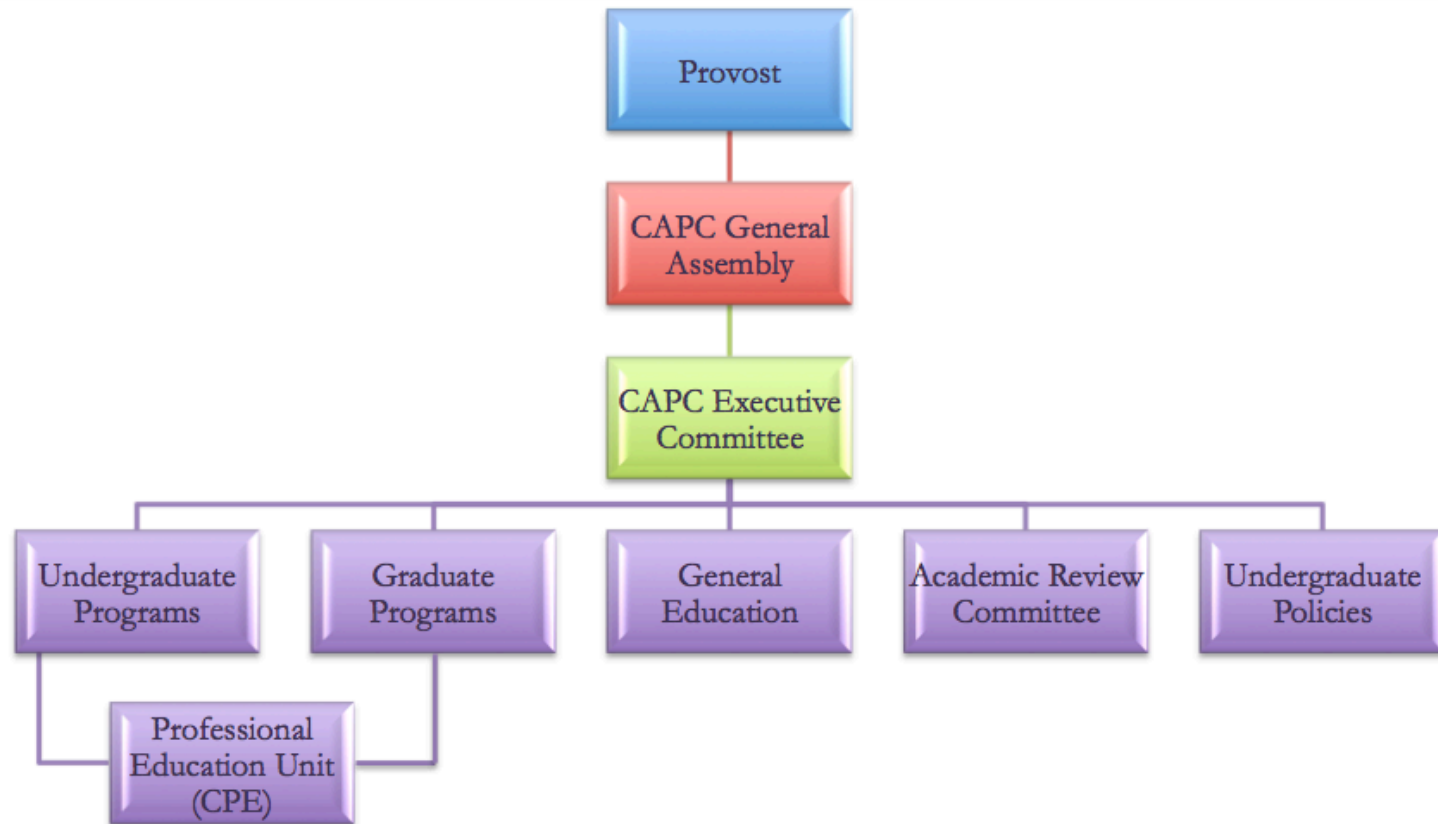 Provost
CAPC General
Assembly
CAPC Executive
Committee
Undergraduate
Programs
Graduate
Programs
General
Education
Academic Review
Committee
Undergraduate
Policies
Professional
Education Unit
(CPE)